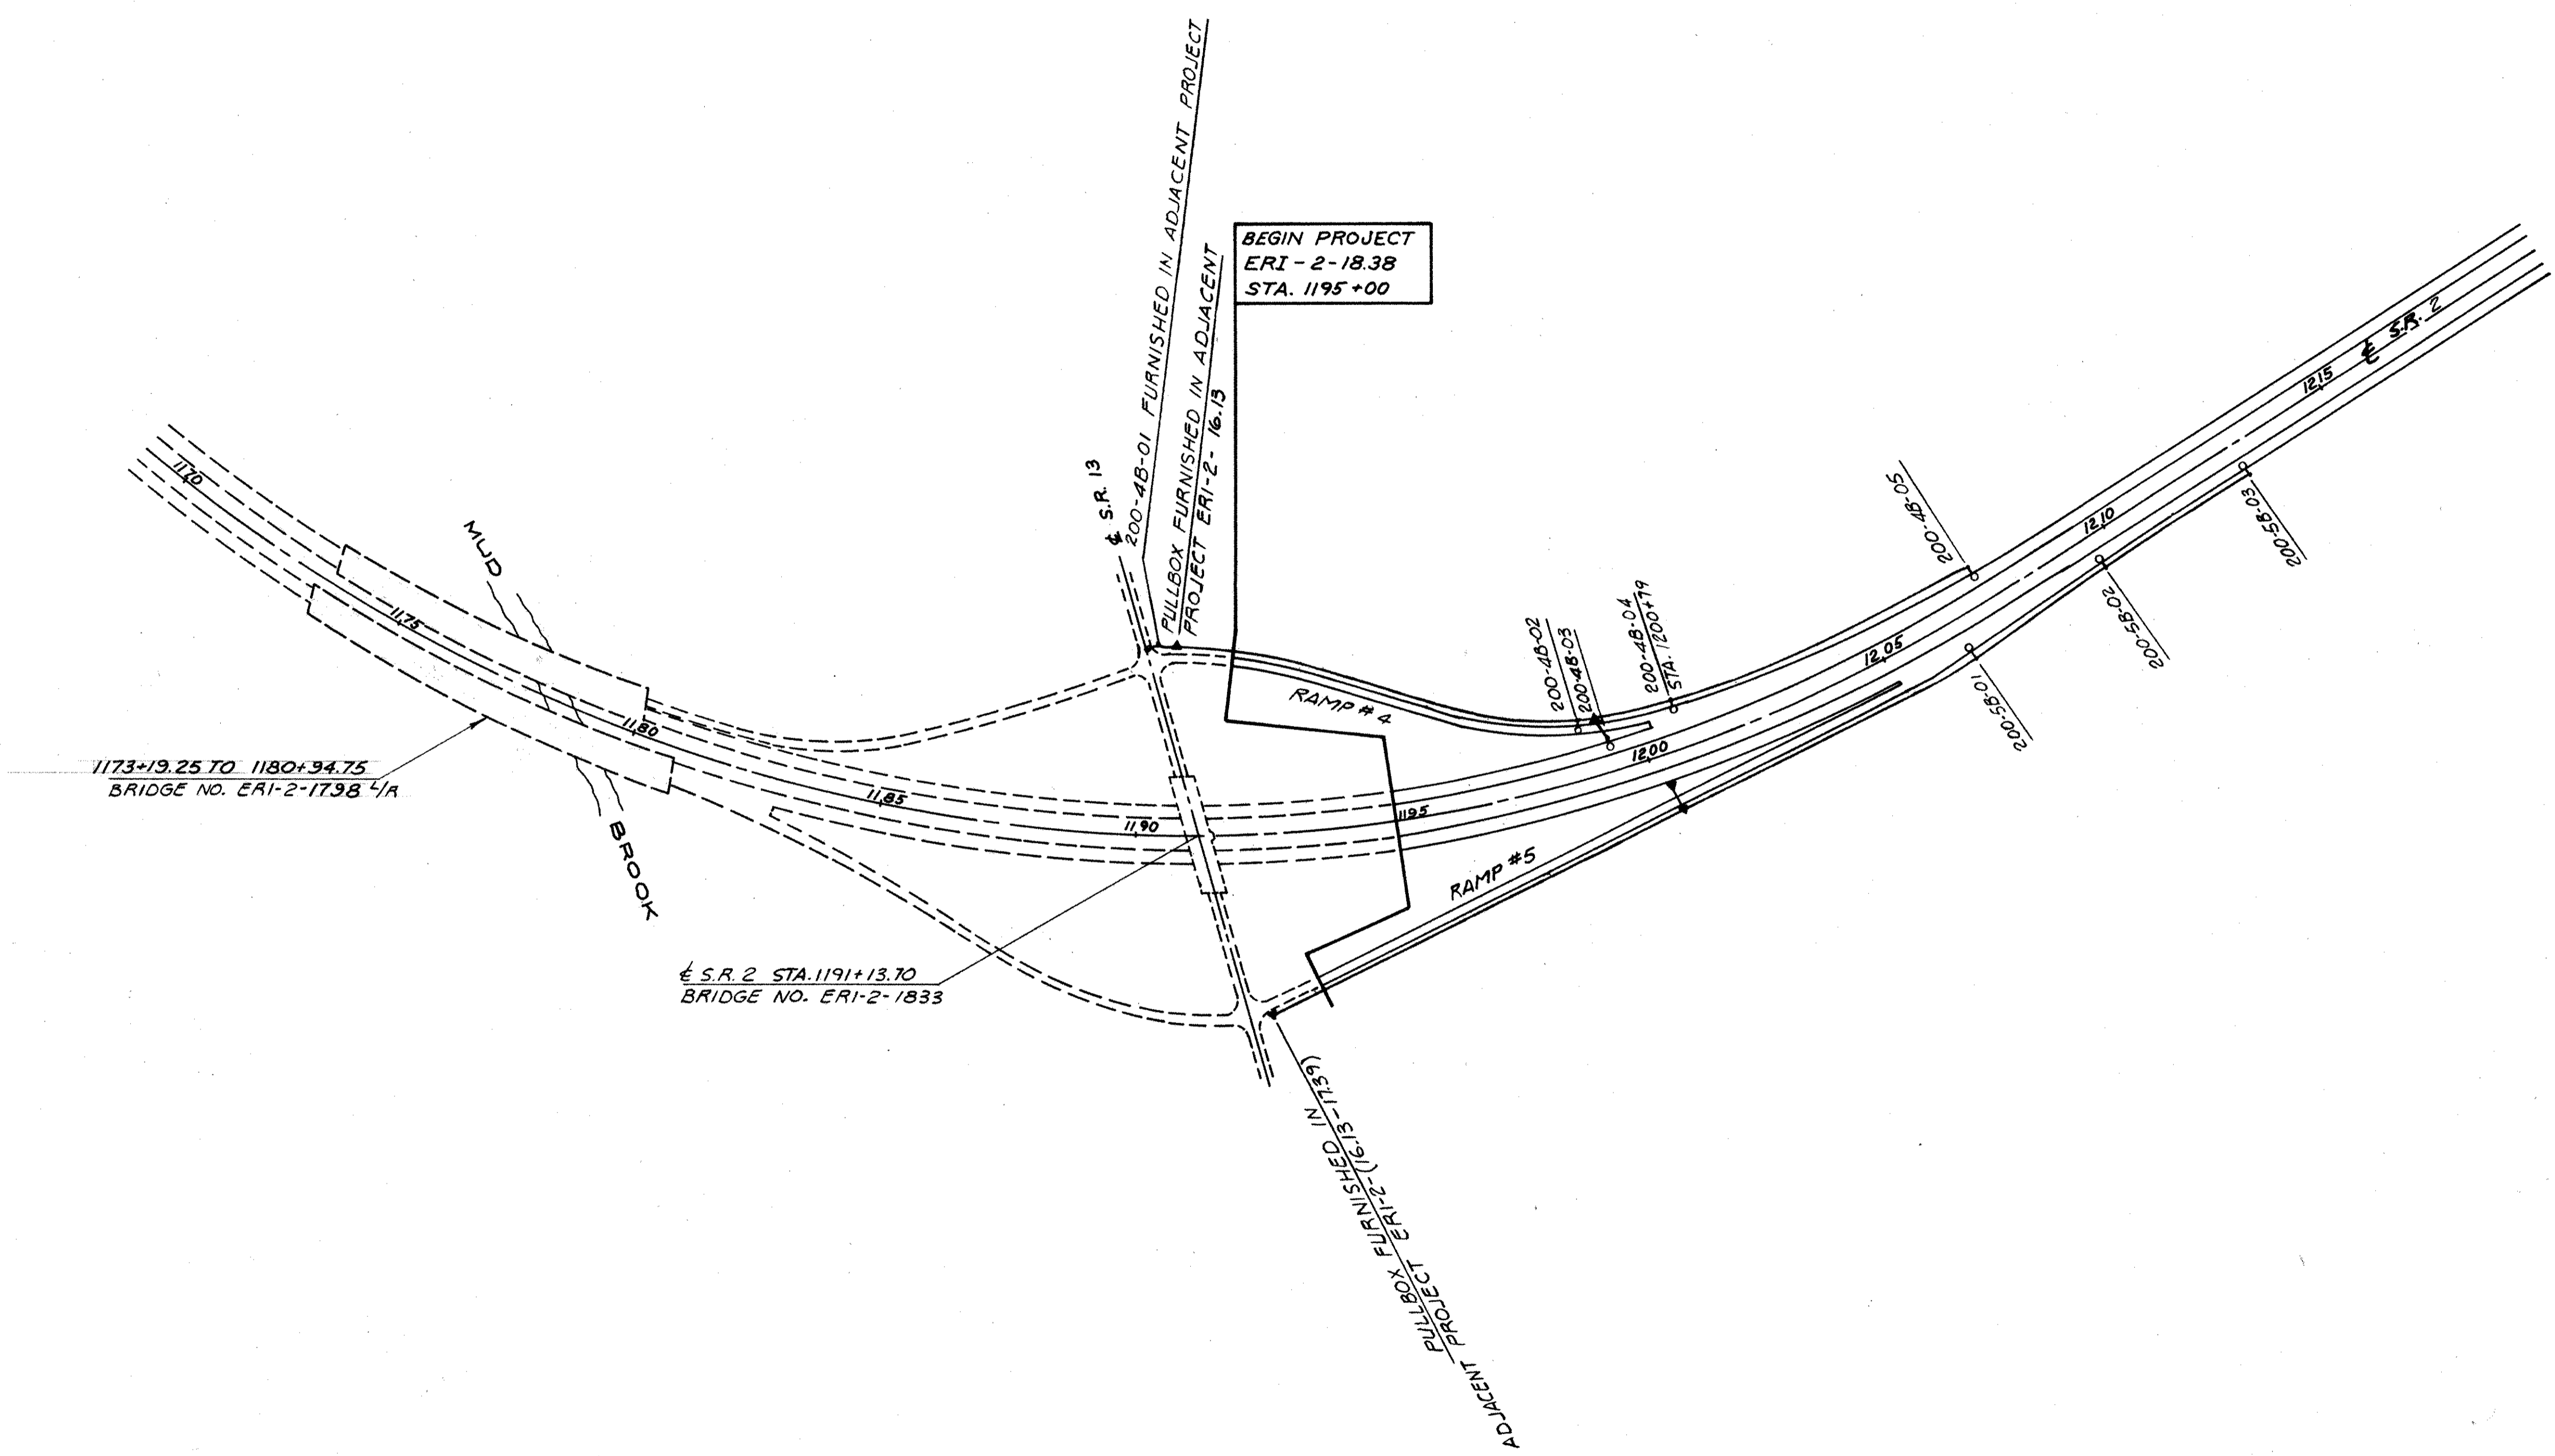 200-4B-01 FURNISHED IN ADJACENT PROJECT
PULLBOX FURNISHED IN ADJACENT
PROJECT ERI-2-16.13
BEGIN PROJECT
ERI-2-18.38
STA. 1195+00
℄ S.R. 13
℄ S.R. 2
1170
1175
1180
1185
1190
1195
1200
1205
1210
1215
MUD
BROOK
1173+19.25 TO 1180+94.75
BRIDGE NO. ERI-2-1798 L/R
℄ S.R. 2 STA. 1191+13.70
BRIDGE NO. ERI-2-1833
RAMP #4
RAMP #5
200-4B-02
200-4B-03
200-4B-04
STA. 1200+79
200-4B-05
200-5B-01
200-5B-02
200-5B-03
PULLBOX FURNISHED IN
ADJACENT PROJECT ERI-2-(16.13-17.39)